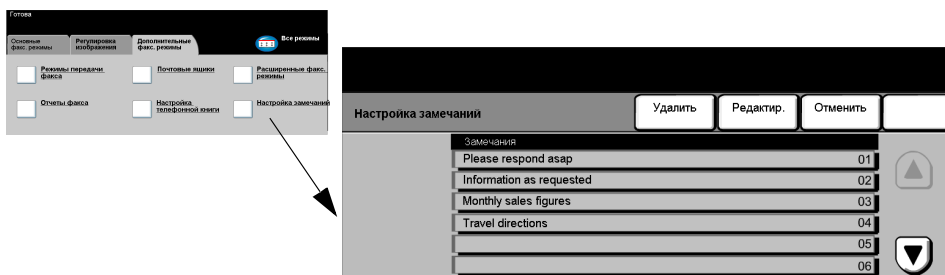 Готова
Основные
факс. режимы
Регулировка
изображения
Дополнительные
факс. режимы
Все режимы
Режимы передачи
факса
Почтовые ящики
Расширенные факс.
режимы
Отчеты факса
Настройка
телефонной книги
Настройка замечаний
Настройка замечаний
Удалить
Редактир.
Отменить
Замечания
Please respond asap 01
Information as requested 02
Monthly sales figures 03
Travel directions 04
05
06